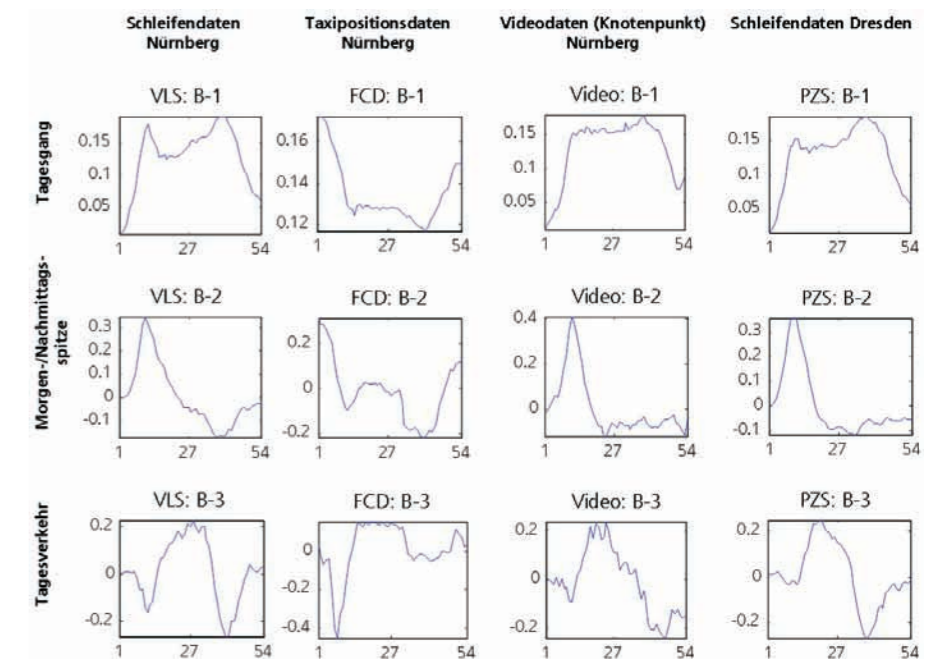 Schleifendaten
Nürnberg
Taxipositionsdaten
Nürnberg
Videodaten (Knotenpunkt)
Nürnberg
Schleifendaten Dresden
Tagesgang
VLS: B-1
0.15
0.1
0.05
1 27 54
FCD: B-1
0.16
0.14
0.12
1 27 54
Video: B-1
0.15
0.1
0.05
1 27 54
PZS: B-1
0.15
0.1
0.05
1 27 54
Morgen-/Nachmittags-
spitze
VLS: B-2
0.3
0.2
0.1
0
-0.1
1 27 54
FCD: B-2
0.2
0
-0.2
1 27 54
Video: B-2
0.4
0.2
0
1 27 54
PZS: B-2
0.3
0.2
0.1
0
-0.1
1 27 54
Tagesverkehr
VLS: B-3
0.2
0
-0.2
1 27 54
FCD: B-3
0
-0.2
-0.4
1 27 54
Video: B-3
0.2
0
-0.2
1 27 54
PZS: B-3
0.2
0
-0.2
1 27 54